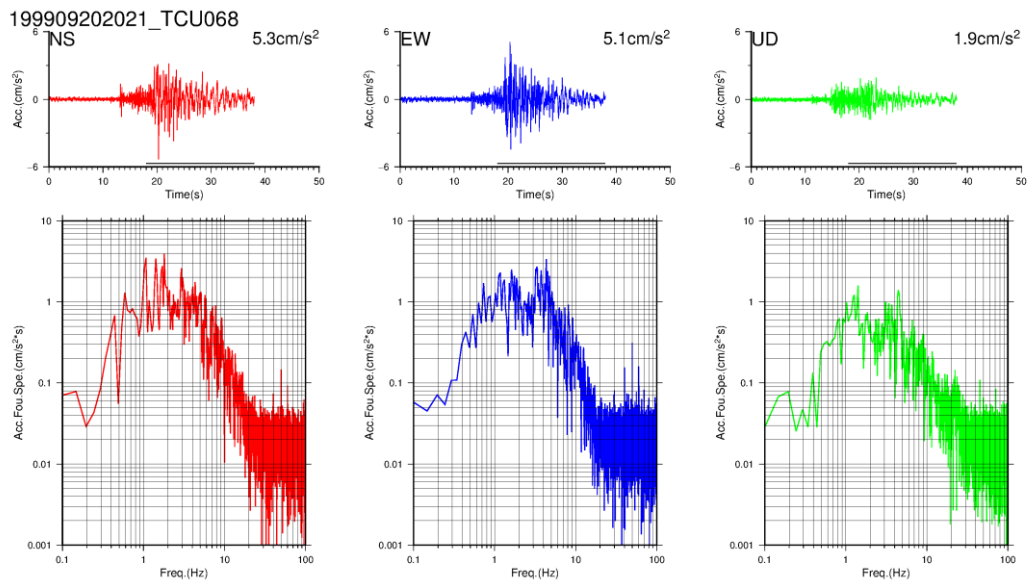 199909202021_TCU068
NS 5.3cm/s²
EW 5.1cm/s²
UD 1.9cm/s²
6
0
−6
Acc.(cm/s²)
0 10 20 30 40 50
Time(s)
6
0
−6
Acc.(cm/s²)
0 10 20 30 40 50
Time(s)
6
0
−6
Acc.(cm/s²)
0 10 20 30 40 50
Time(s)
10
1
0.1
0.01
0.001
Acc.Fou.Spe.(cm/s²*s)
0.1 1 10 100
Freq.(Hz)
10
1
0.1
0.01
0.001
Acc.Fou.Spe.(cm/s²*s)
0.1 1 10 100
Freq.(Hz)
10
1
0.1
0.01
0.001
Acc.Fou.Spe.(cm/s²*s)
0.1 1 10 100
Freq.(Hz)